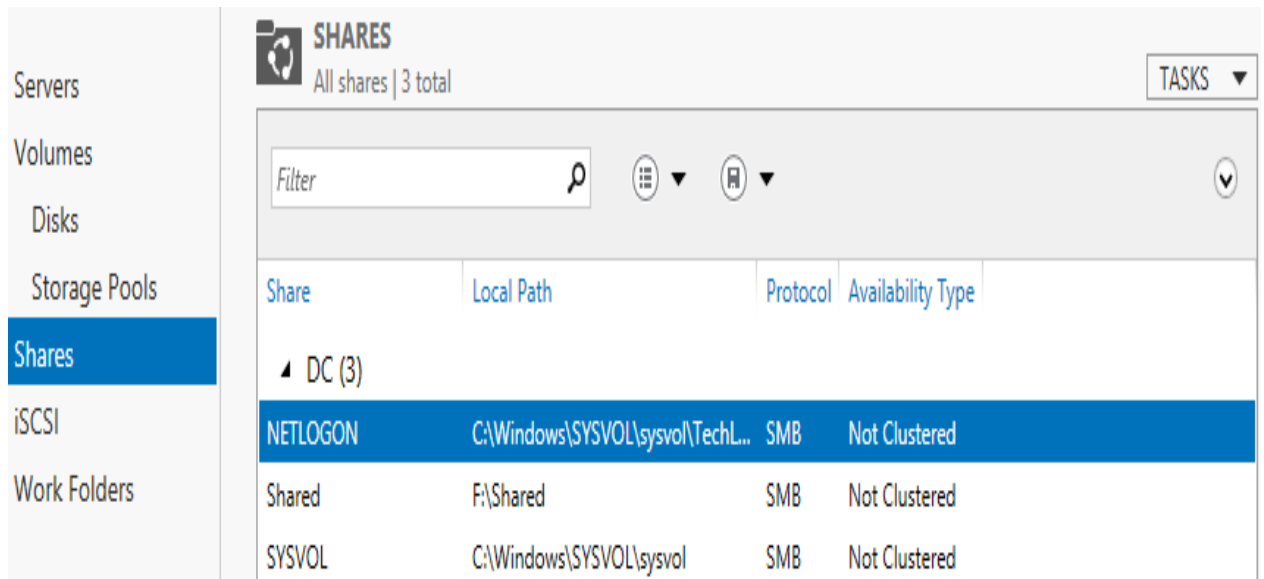 Servers
Volumes
Disks
Storage Pools
Shares
iSCSI
Work Folders
SHARES
All shares | 3 total
TASKS
Filter
Share Local Path Protocol Availability Type
DC (3)
NETLOGON C:\Windows\SYSVOL\sysvol\TechL... SMB Not Clustered
Shared F:\Shared SMB Not Clustered
SYSVOL C:\Windows\SYSVOL\sysvol SMB Not Clustered